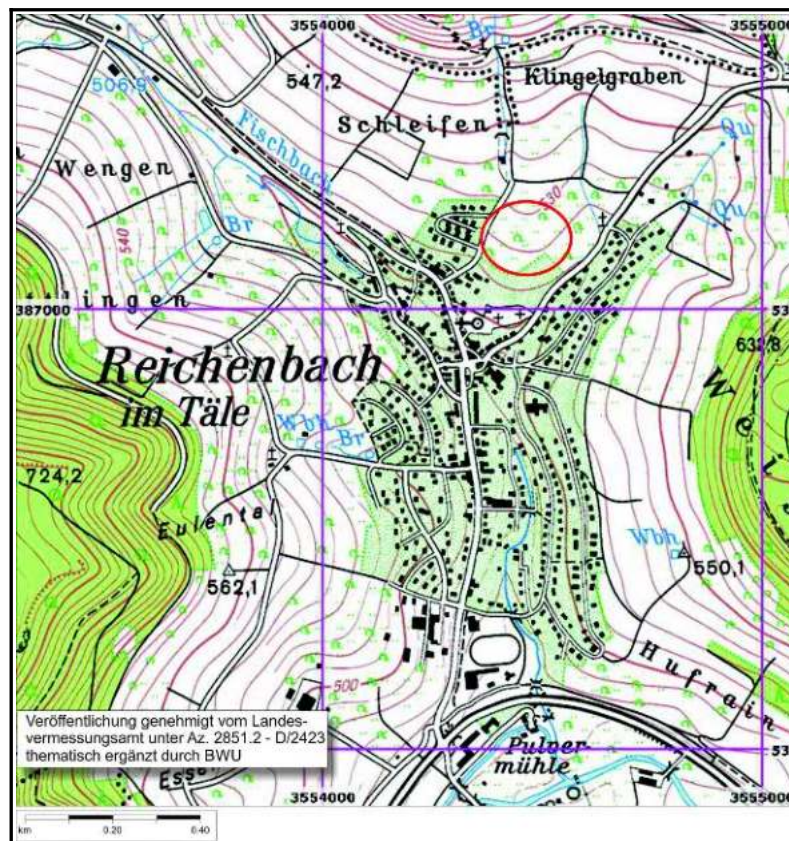 3554000
3555000
Br
547,2
Klingelgraben
506,9
Schleifen
Fischbach
Qu
Wengen
530
Qu
540
Br
387000
Reichenbach
im Täle
632,8
Wbh.
Br
724,2
Eulental
Wbh.
550,1
562,1
Hufrain
500
Veröffentlichung genehmigt vom Landes-
vermessungsamt unter Az. 2851.2 - D/2423
thematisch ergänzt durch BWU
Pulver
mühle
3554000
3555000
km
0.20
0.40